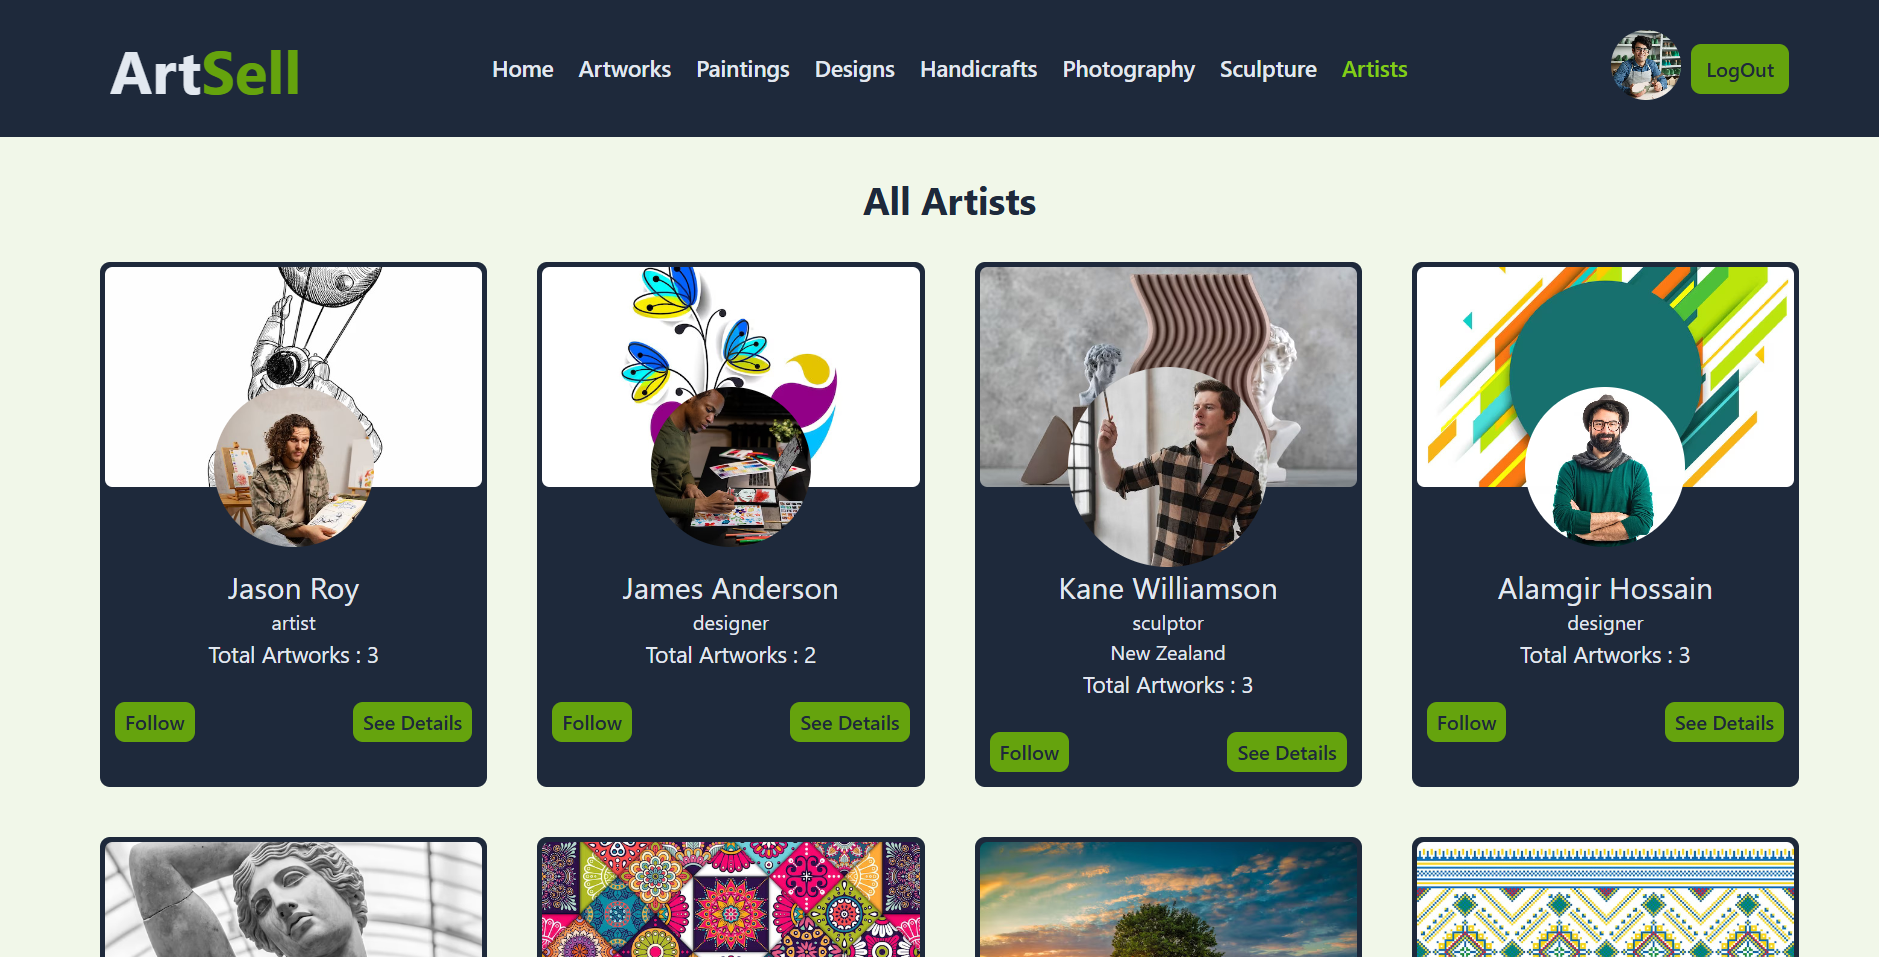 ArtSell
Home Artworks Paintings Designs Handicrafts Photography Sculpture Artists
LogOut
All Artists
Jason Roy
artist
Total Artworks : 3
Follow See Details
James Anderson
designer
Total Artworks : 2
Follow See Details
Kane Williamson
sculptor
New Zealand
Total Artworks : 3
Follow See Details
Alamgir Hossain
designer
Total Artworks : 3
Follow See Details